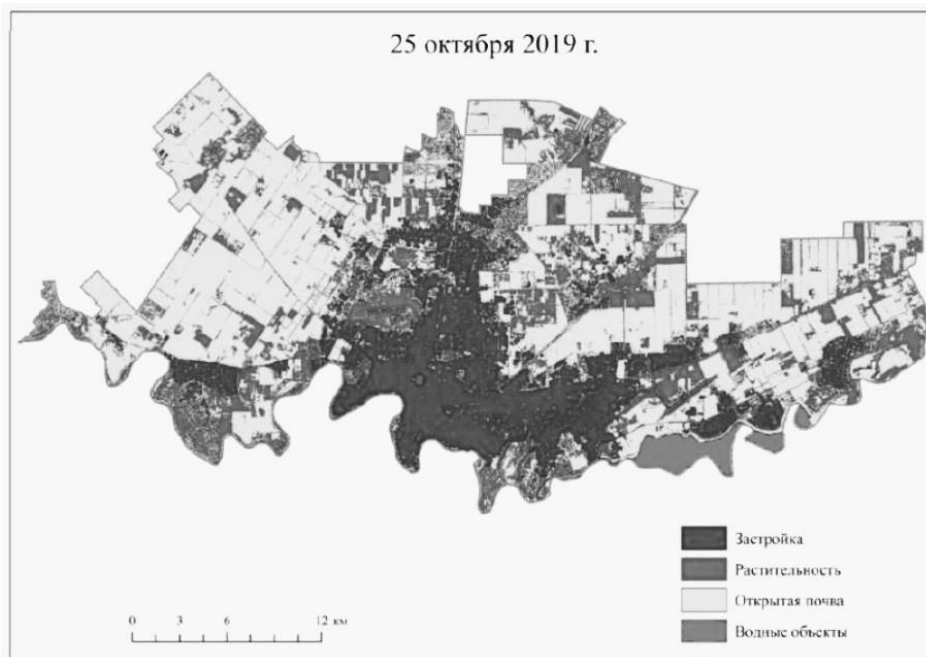 25 октября 2019 г.
Застройка
Растительность
Открытая почва
Водные объекты
0 3 6 12 км